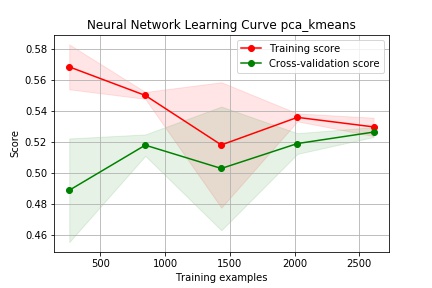 Neural Network Learning Curve pca_kmeans
Training score
Cross-validation score
0.58
0.56
0.54
0.52
0.50
0.48
0.46
Score
500
1000
1500
2000
2500
Training examples